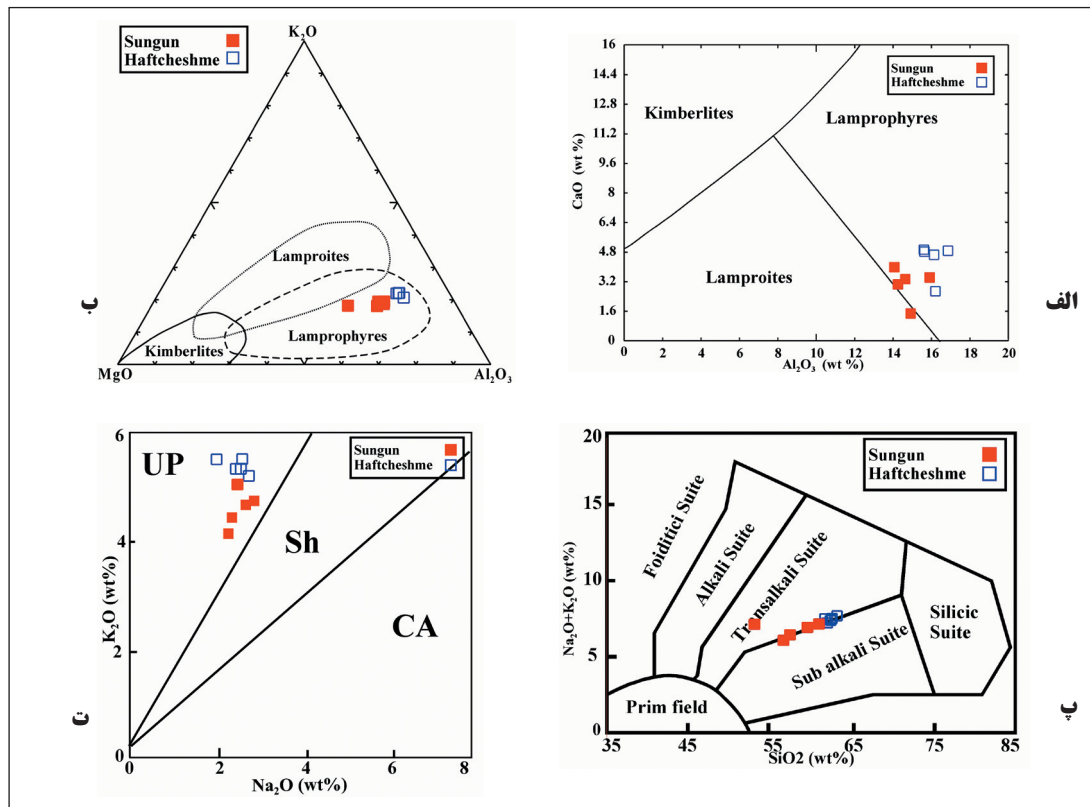 Sungun
Haftcheshme
K₂O
Lamproites
Lamprophyres
Kimberlites
MgO
Al₂O₃
ب
Sungun
Haftcheshme
CaO (wt %)
16
14.4
12.8
11.2
9.6
8
6.4
4.8
3.2
1.6
0
Kimberlites
Lamprophyres
Lamproites
0 2 4 6 8 10 12 14 16 18 20
Al₂O₃ (wt %)
الف
Sungun
Haftcheshme
K₂O (wt%)
6
4
2
0
UP
Sh
CA
0 2 4 6 8
Na₂O (wt%)
ت
Sungun
Haftcheshme
Na₂O+K₂O (wt%)
20
15
10
5
0
Foiditici Suite
Alkali Suite
Transalkali Suite
Sub alkali Suite
Silicic
Suite
Prim field
35 45 55 65 75 85
SiO2 (wt%)
پ